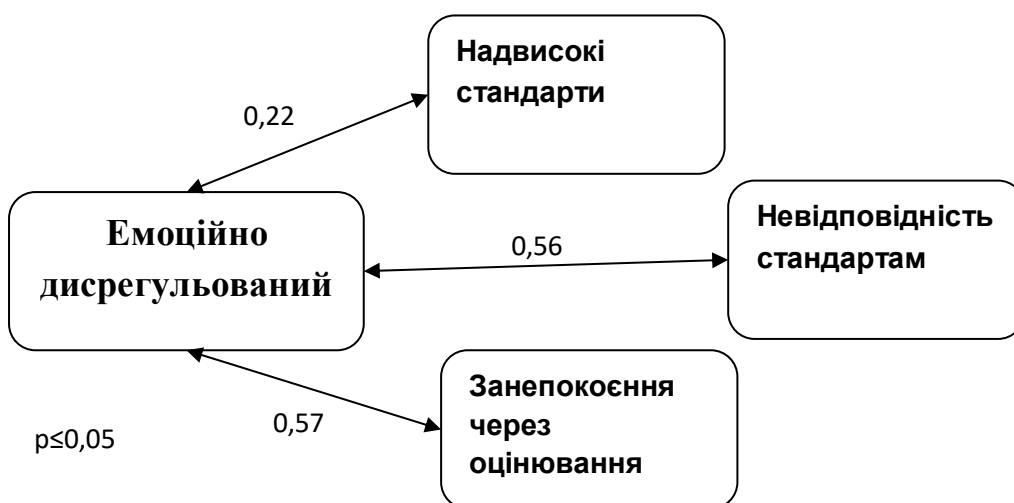 Надвисокі
стандарти
0,22
Емоційно
дисрегульований
0,56
Невідповідність
стандартам
Занепокоєння
через
оцінювання
0,57
p≤0,05